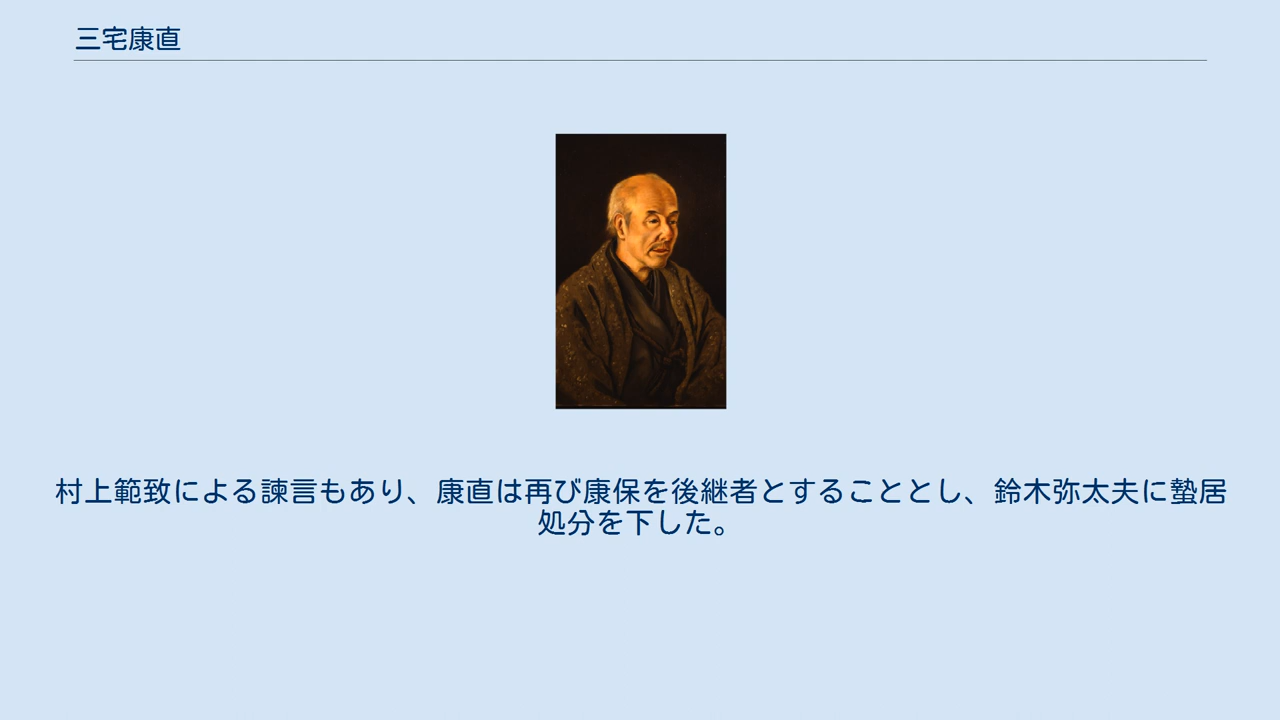 三宅康直
村上範致による諫言もあり、康直は再び康保を後継者とすることとし、鈴木弥太夫に蟄居
処分を下した。